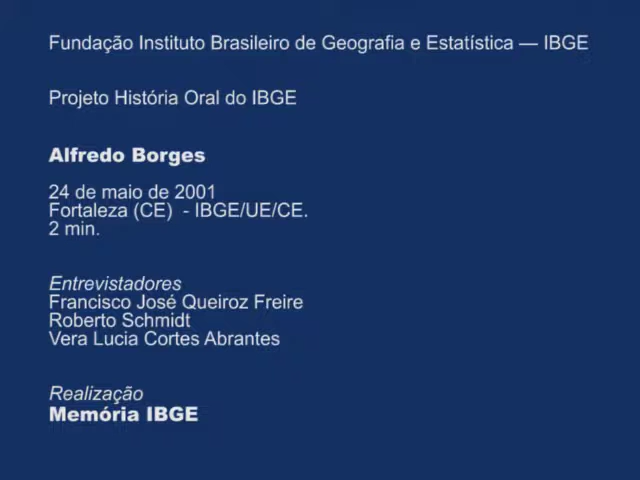 Fundação Instituto Brasileiro de Geografia e Estatística — IBGE
Projeto História Oral do IBGE
Alfredo Borges
24 de maio de 2001
Fortaleza (CE) - IBGE/UE/CE.
2 min.
Entrevistadores
Francisco José Queiroz Freire
Roberto Schmidt
Vera Lucia Cortes Abrantes
Realização
Memória IBGE